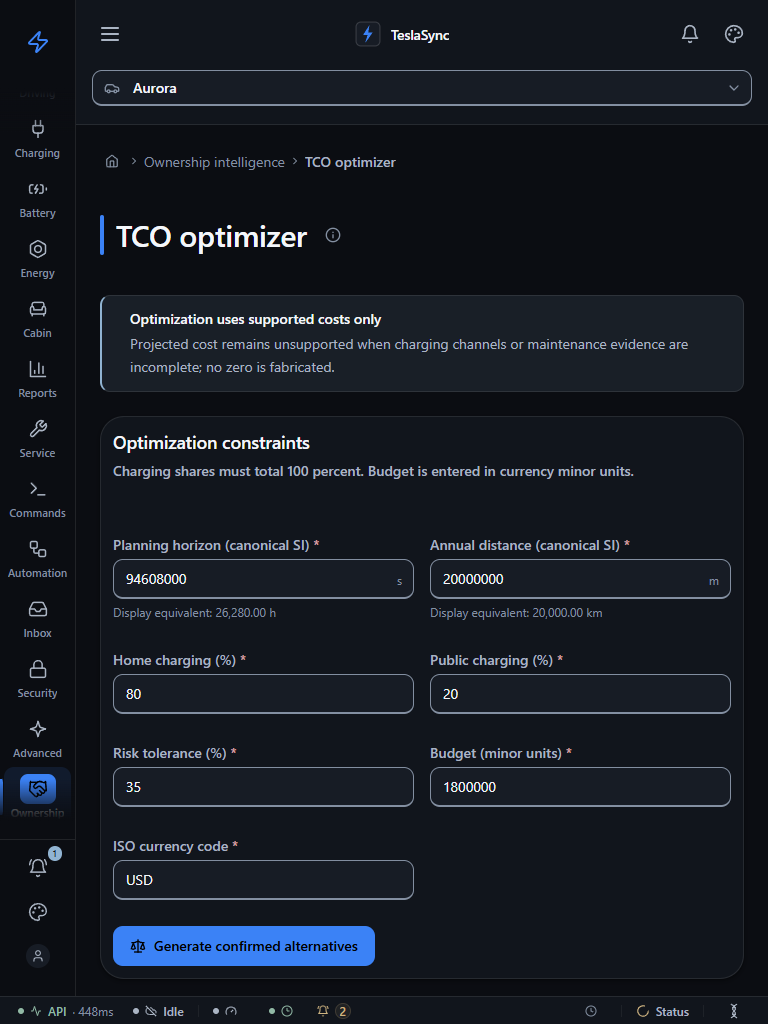 TeslaSync
Aurora
Driving
Charging
Battery
Energy
Cabin
Reports
Service
Commands
Automation
Inbox
Security
Advanced
Ownership
1
Ownership intelligence
TCO optimizer
TCO optimizer
Optimization uses supported costs only
Projected cost remains unsupported when charging channels or maintenance evidence are
incomplete; no zero is fabricated.
Optimization constraints
Charging shares must total 100 percent. Budget is entered in currency minor units.
Planning horizon (canonical SI) *
94608000 s
Display equivalent: 26,280.00 h
Annual distance (canonical SI) *
20000000 m
Display equivalent: 20,000.00 km
Home charging (%) *
80
Public charging (%) *
20
Risk tolerance (%) *
35
Budget (minor units) *
1800000
ISO currency code *
USD
Generate confirmed alternatives
API · 448ms
Idle
2
Status